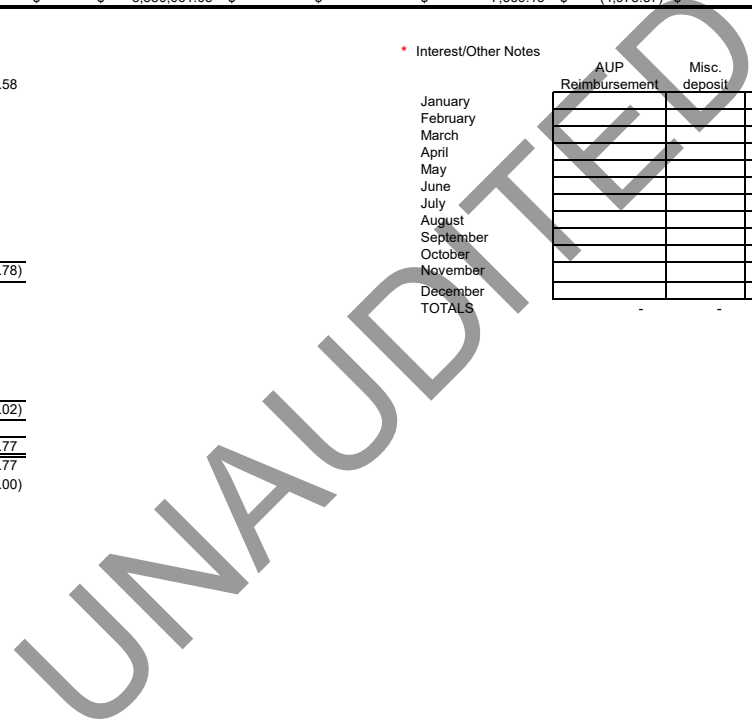 * Interest/Other Notes
AUP Reimbursement Misc. deposit
.58
January
February
March
April
May
June
July
August
September
October
.78) November
December
TOTALS - -
.02)
.77
.77
.00)
UNAUDITED